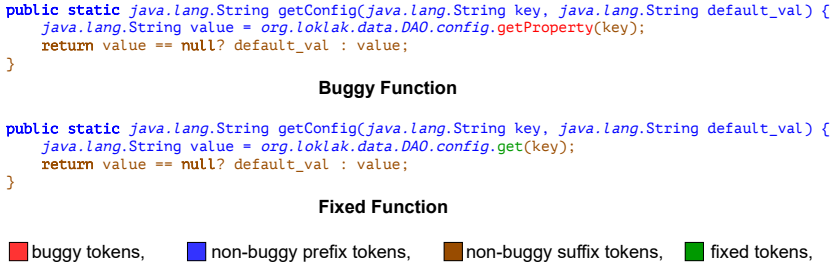 public static java.lang.String getConfig(java.lang.String key, java.lang.String default_val) {
    java.lang.String value = org.loklak.data.DAO.config.getProperty(key);
    return value == null? default_val : value;
}
Buggy Function
public static java.lang.String getConfig(java.lang.String key, java.lang.String default_val) {
    java.lang.String value = org.loklak.data.DAO.config.get(key);
    return value == null? default_val : value;
}
Fixed Function
buggy tokens, non-buggy prefix tokens, non-buggy suffix tokens, fixed tokens,